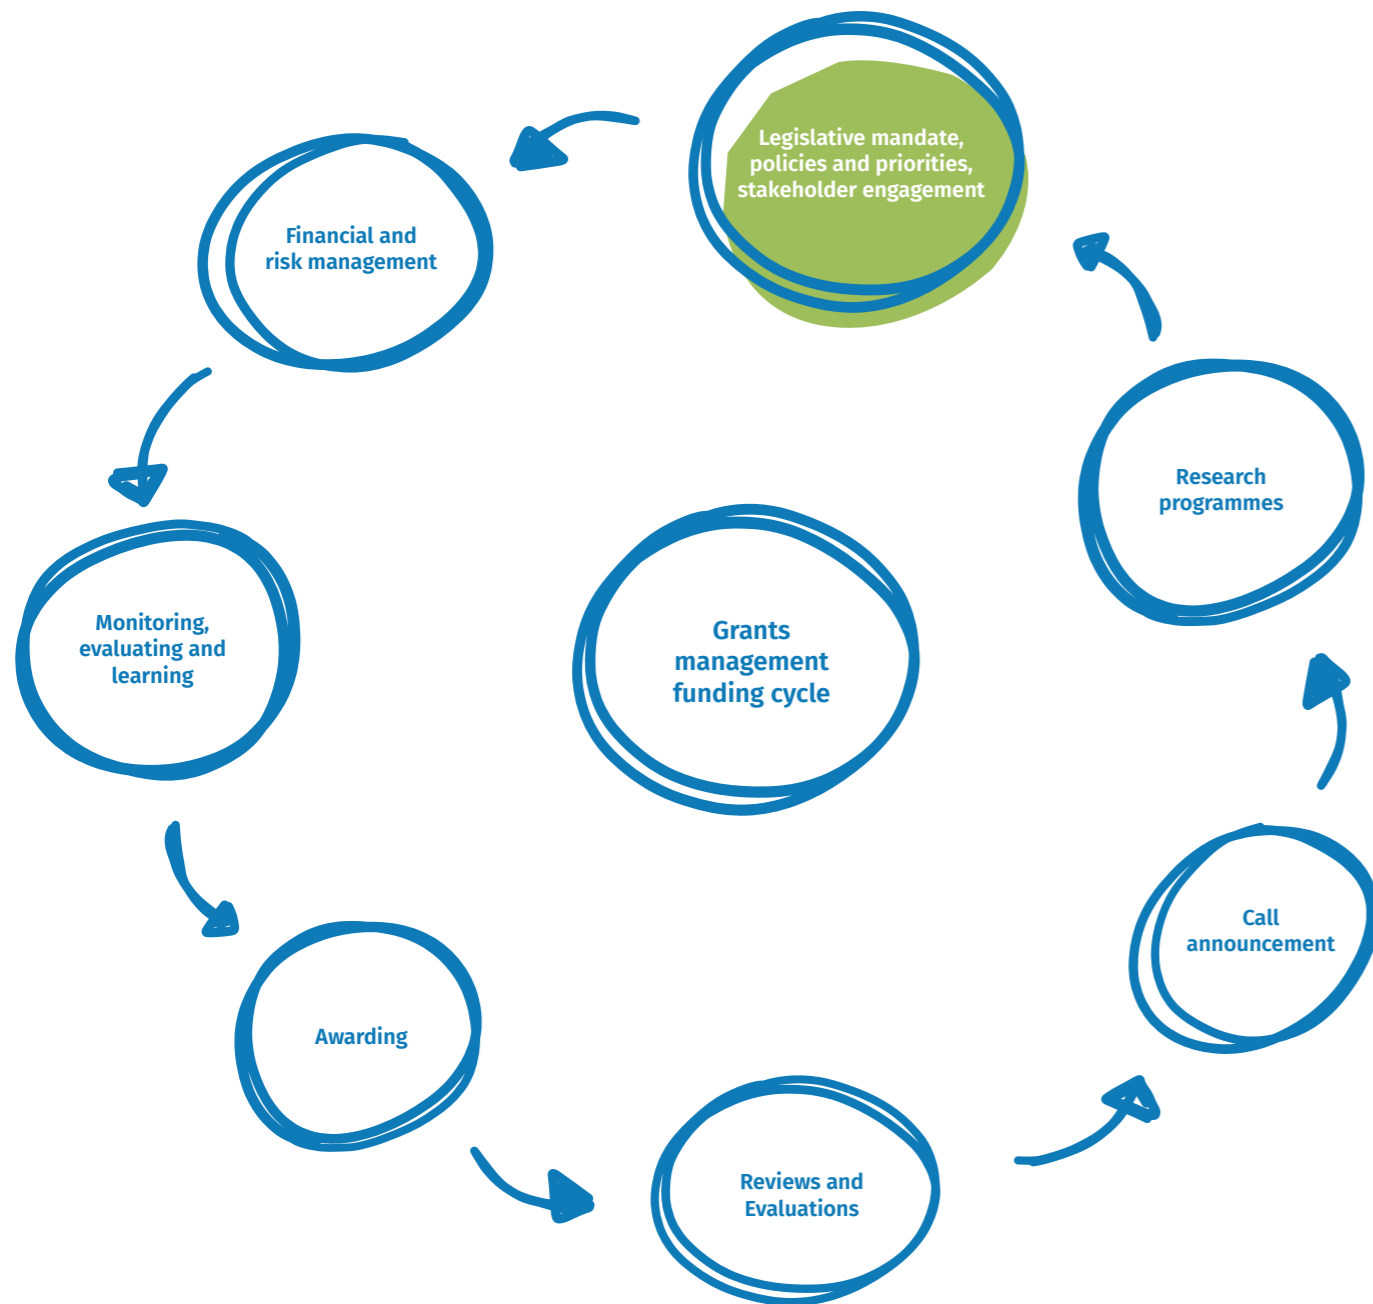 Legislative mandate,
policies and priorities,
stakeholder engagement
Financial and
risk management
Research
programmes
Monitoring,
evaluating and
learning
Grants
management
funding cycle
Call
announcement
Awarding
Reviews and
Evaluations